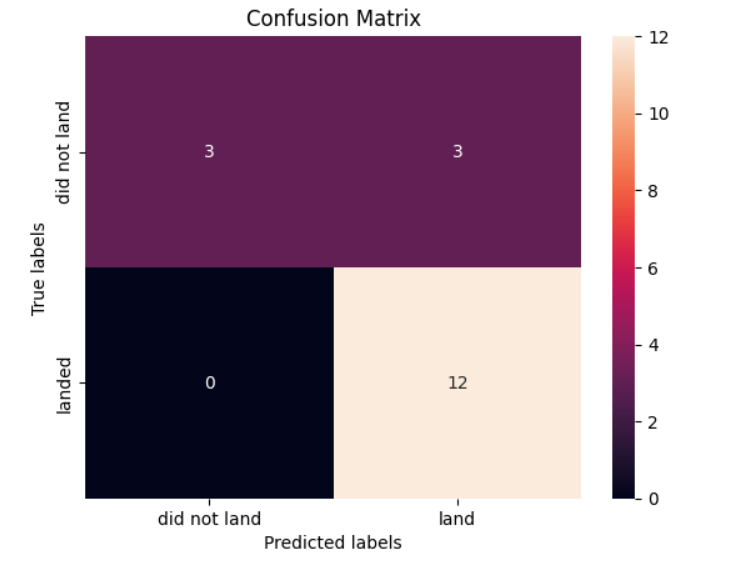 Confusion Matrix
True labels
did not land
landed
3
3
0
12
did not land
land
Predicted labels
12
10
8
6
4
2
0